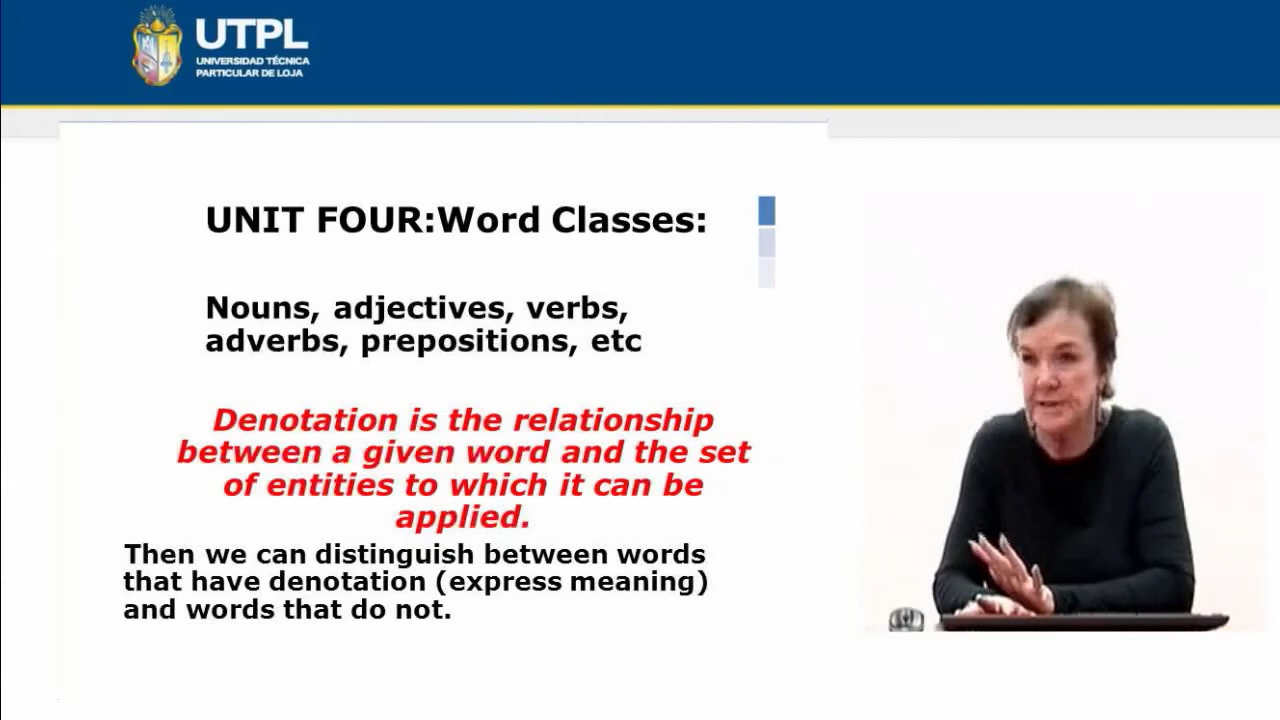 UTPL
UNIVERSIDAD TÉCNICA
PARTICULAR DE LOJA
UNIT FOUR:Word Classes:
Nouns, adjectives, verbs,
adverbs, prepositions, etc
Denotation is the relationship
between a given word and the set
of entities to which it can be
applied.
Then we can distinguish between words
that have denotation (express meaning)
and words that do not.